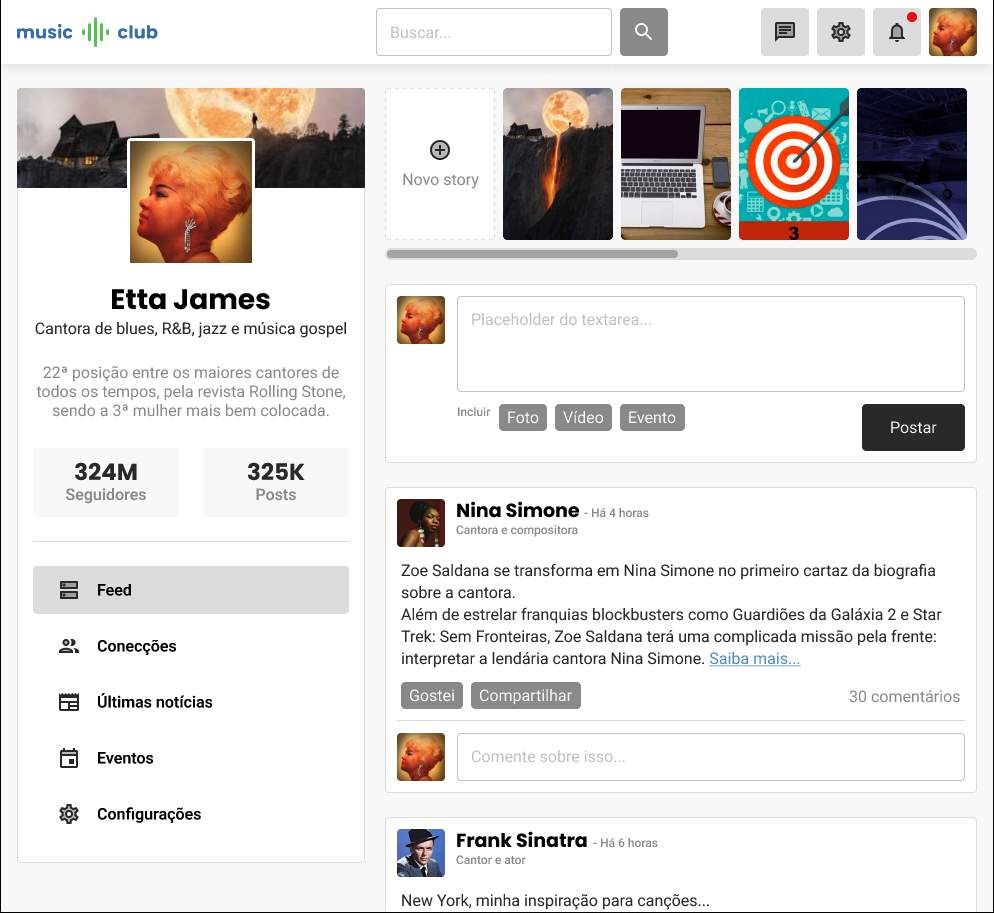 music club
Buscar...
Etta James
Cantora de blues, R&B, jazz e música gospel
22ª posição entre os maiores cantores de
todos os tempos, pela revista Rolling Stone,
sendo a 3ª mulher mais bem colocada.
324M
Seguidores
325K
Posts
Feed
Conecções
Últimas notícias
Eventos
Configurações
Novo story
3
Placeholder do textarea...
Incluir
Foto
Vídeo
Evento
Postar
Nina Simone - Há 4 horas
Cantora e compositora
Zoe Saldana se transforma em Nina Simone no primeiro cartaz da biografia
sobre a cantora.
Além de estrelar franquias blockbusters como Guardiões da Galáxia 2 e Star
Trek: Sem Fronteiras, Zoe Saldana terá uma complicada missão pela frente:
interpretar a lendária cantora Nina Simone. Saiba mais...
Gostei
Compartilhar
30 comentários
Comente sobre isso...
Frank Sinatra - Há 6 horas
Cantor e ator
New York, minha inspiração para canções...